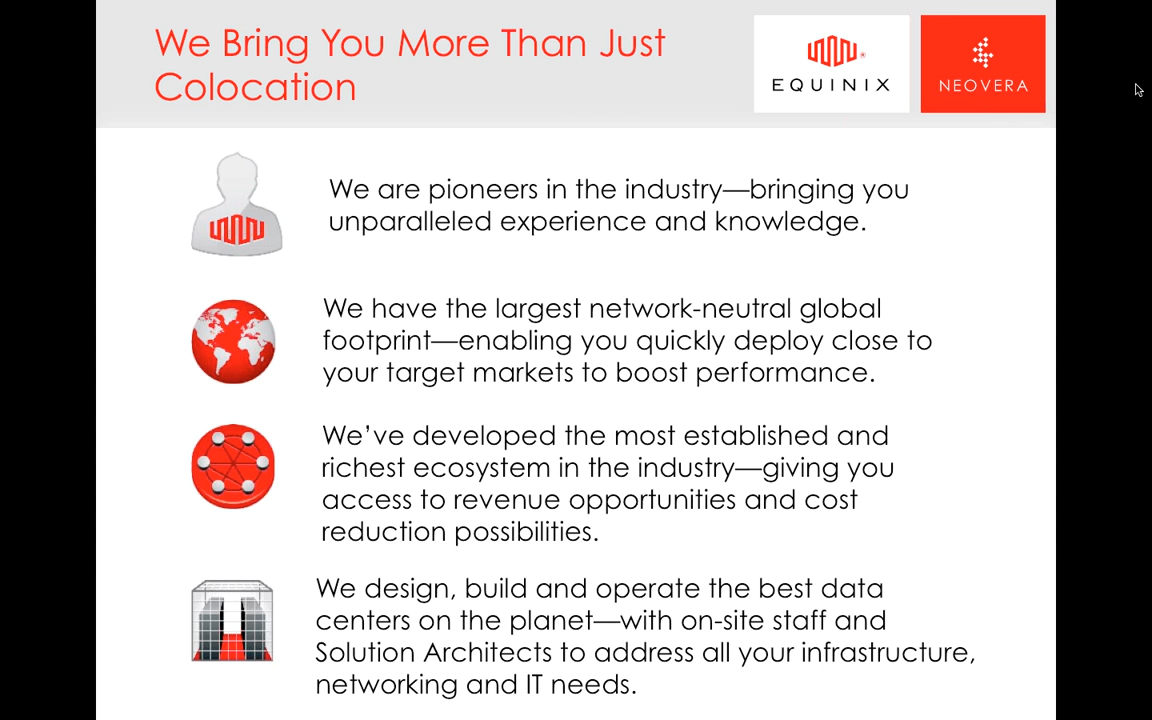 We Bring You More Than Just
Colocation
EQUINIX
NEOVERA
We are pioneers in the industry—bringing you
unparalleled experience and knowledge.
We have the largest network-neutral global
footprint—enabling you quickly deploy close to
your target markets to boost performance.
We’ve developed the most established and
richest ecosystem in the industry—giving you
access to revenue opportunities and cost
reduction possibilities.
We design, build and operate the best data
centers on the planet—with on-site staff and
Solution Architects to address all your infrastructure,
networking and IT needs.